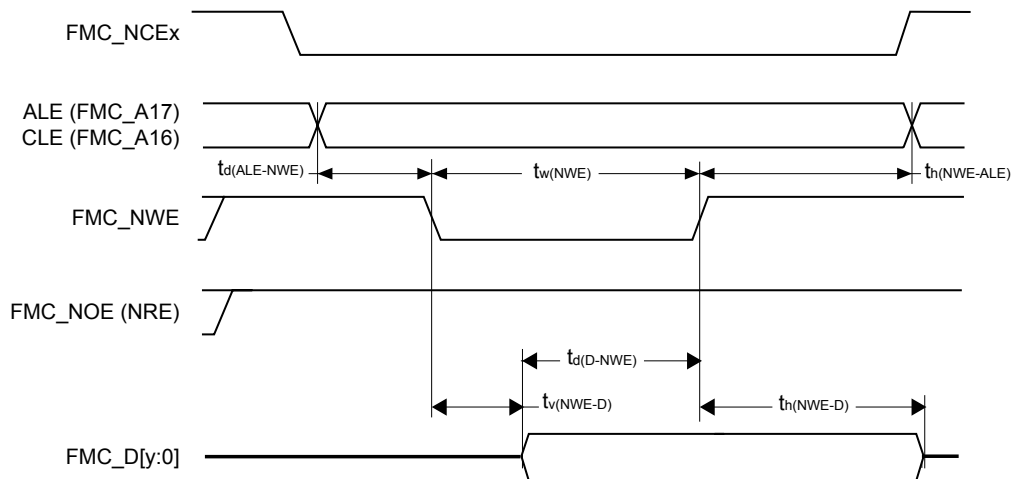 FMC_NCEx
ALE (FMC_A17)
CLE (FMC_A16)
td(ALE-NWE)
tw(NWE)
th(NWE-ALE)
FMC_NWE
FMC_NOE (NRE)
td(D-NWE)
tv(NWE-D)
th(NWE-D)
FMC_D[y:0]